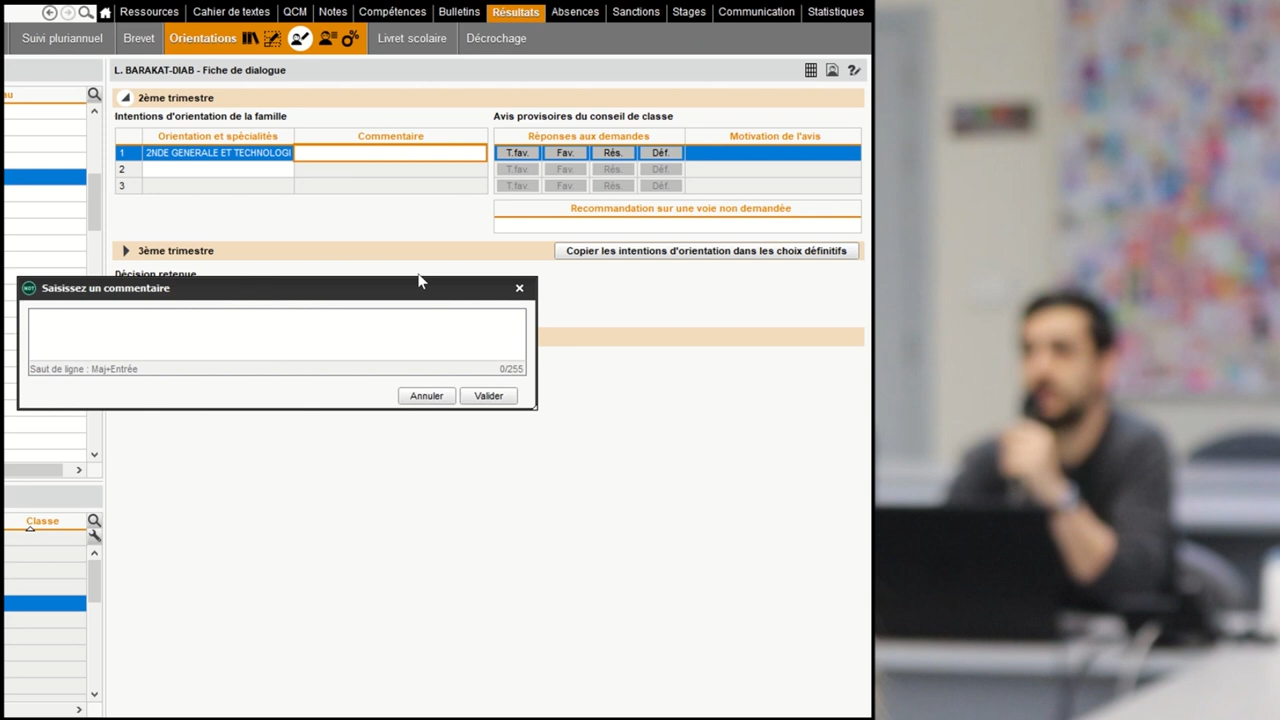 Ressources Cahier de textes QCM Notes Compétences Bulletins Résultats Absences Sanctions Stages Communication Statistiques
Suivi pluriannuel Brevet Orientations Livret scolaire Décrochage
L. BARAKAT-DIAB - Fiche de dialogue
2ème trimestre
Intentions d'orientation de la famille Avis provisoires du conseil de classe
Orientation et spécialités Commentaire Réponses aux demandes Motivation de l'avis
1 2NDE GENERALE ET TECHNOLOGI T.fav. Fav. Rés. Déf.
2 T.fav. Fav. Rés. Déf.
3 T.fav. Fav. Rés. Déf.
Recommandation sur une voie non demandée
3ème trimestre Copier les intentions d'orientation dans les choix définitifs
Décision retenue
Saisissez un commentaire
Saut de ligne : Maj+Entrée 0/255
Annuler Valider
Classe